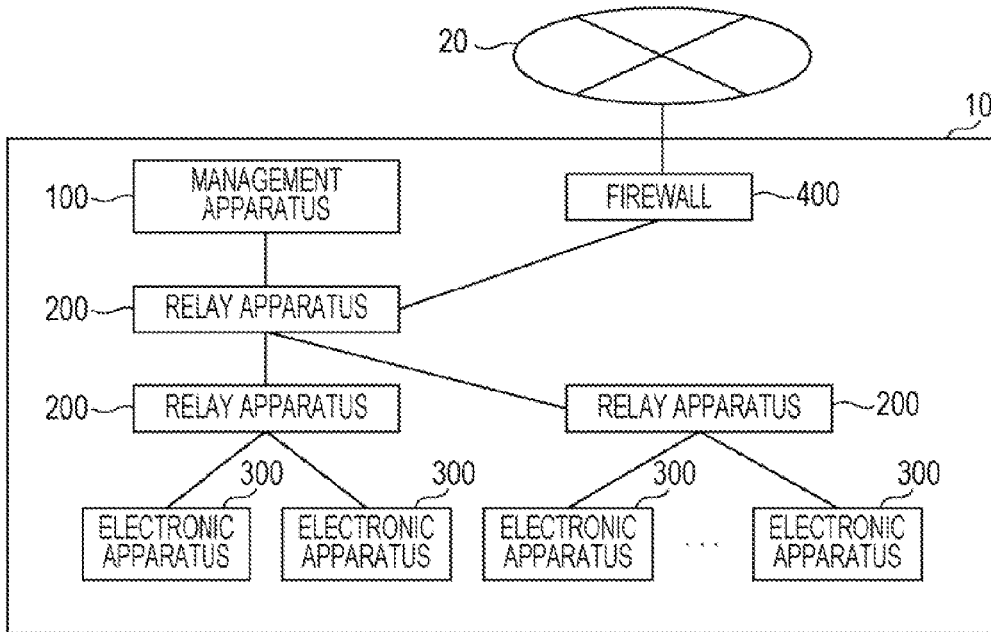 20
10
100
MANAGEMENT
APPARATUS
FIREWALL
400
200
RELAY APPARATUS
200
RELAY APPARATUS
RELAY APPARATUS
200
300
300
300
300
ELECTRONIC
APPARATUS
ELECTRONIC
APPARATUS
ELECTRONIC
APPARATUS
...
ELECTRONIC
APPARATUS